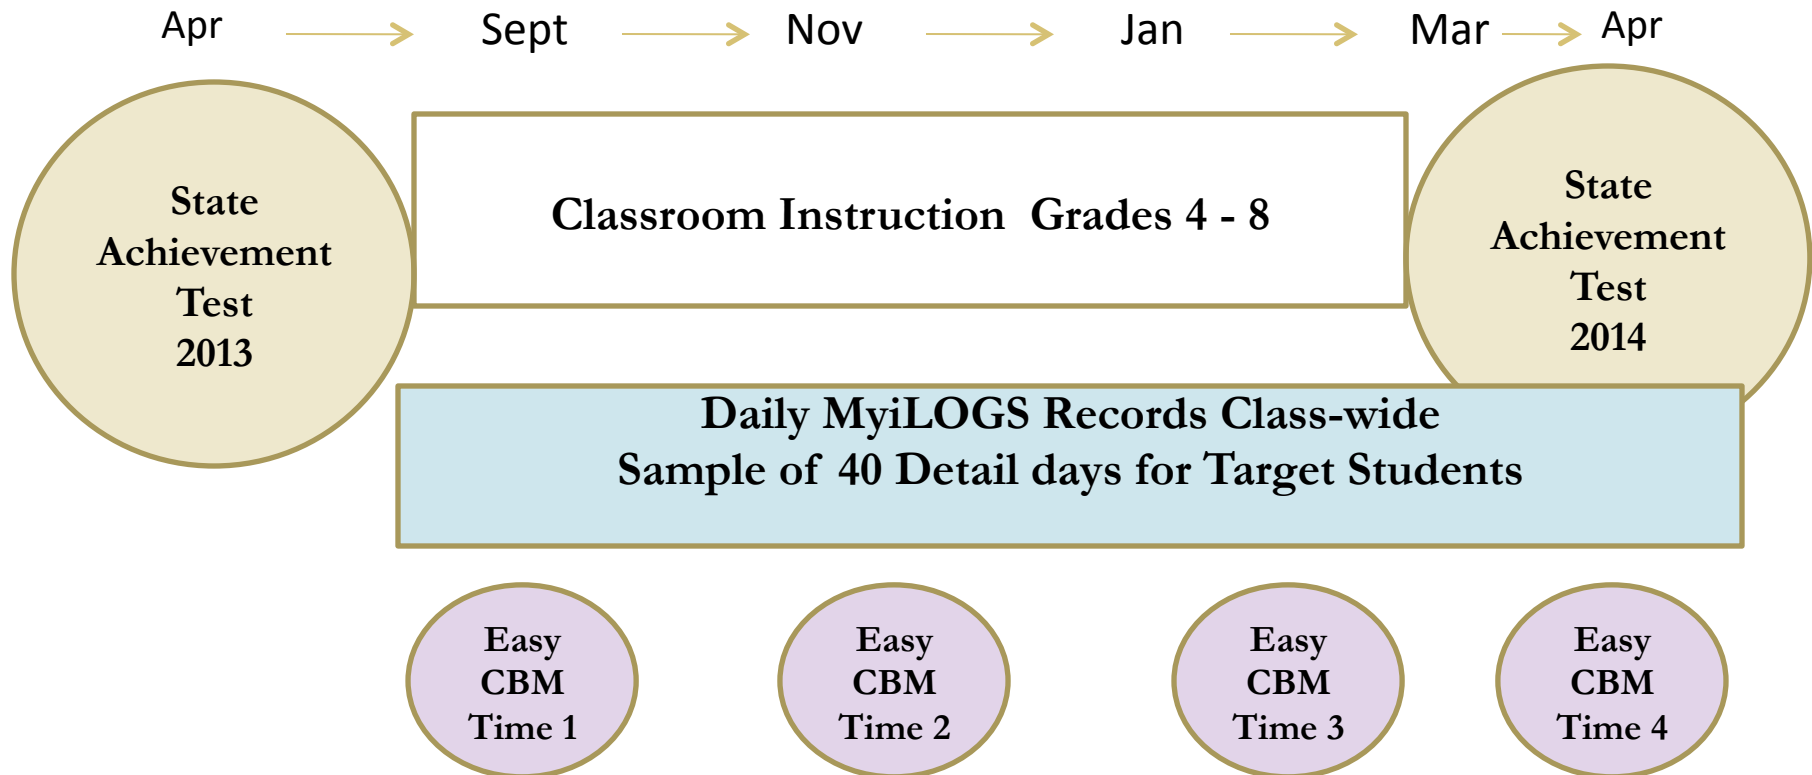 Apr Sept Nov Jan Mar Apr
State
Achievement
Test
2013
Classroom Instruction Grades 4 - 8
State
Achievement
Test
2014
Daily MyiLOGS Records Class-wide
Sample of 40 Detail days for Target Students
Easy
CBM
Time 1
Easy
CBM
Time 2
Easy
CBM
Time 3
Easy
CBM
Time 4